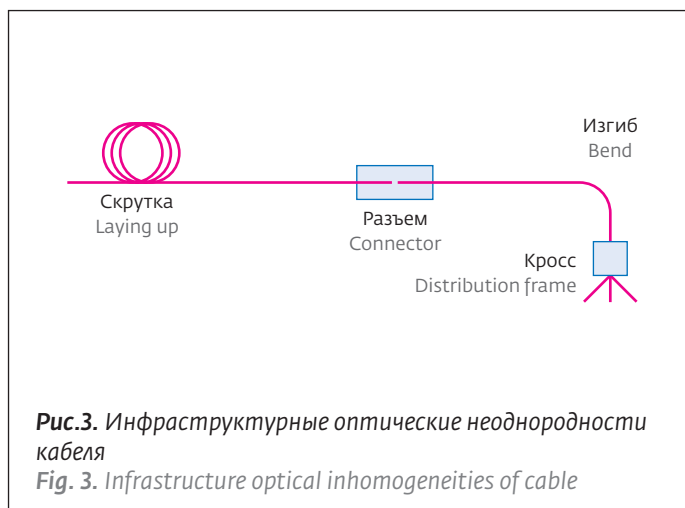 Изгиб
Bend
Скрутка
Laying up
Разъем
Connector
Кросс
Distribution frame
Рис.3. Инфраструктурные оптические неоднородности
кабеля
Fig. 3. Infrastructure optical inhomogeneities of cable